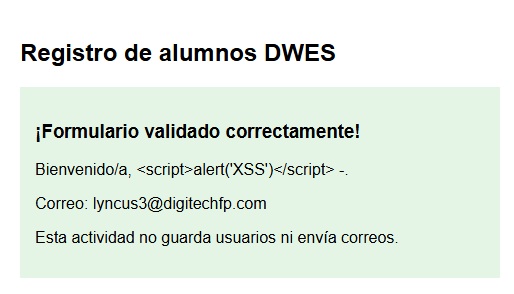 Registro de alumnos DWES
¡Formulario validado correctamente!
Bienvenido/a, <script>alert('XSS')</script> -.
Correo: lyncus3@digitechfp.com
Esta actividad no guarda usuarios ni envía correos.